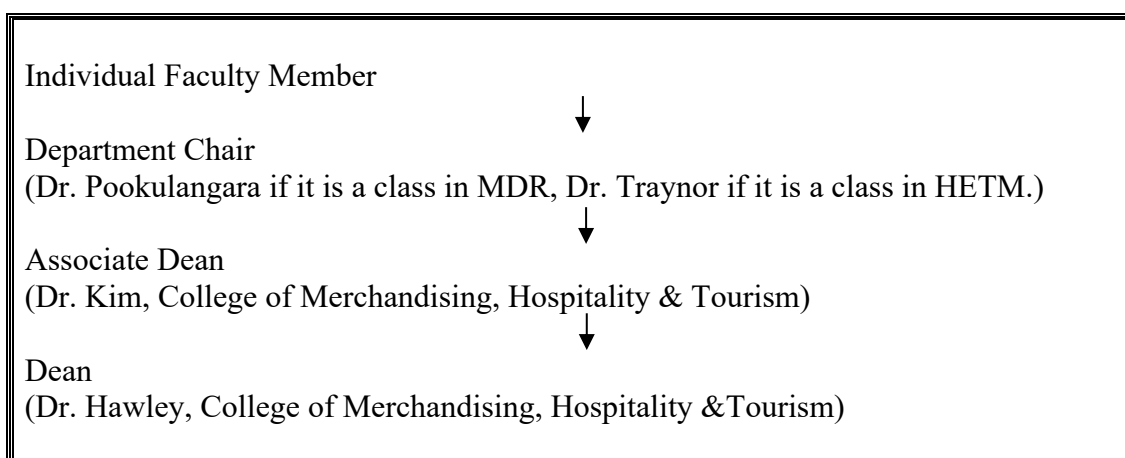 Individual Faculty Member
Department Chair
(Dr. Pookulangara if it is a class in MDR, Dr. Traynor if it is a class in HETM.)
Associate Dean
(Dr. Kim, College of Merchandising, Hospitality & Tourism)
Dean
(Dr. Hawley, College of Merchandising, Hospitality &Tourism)